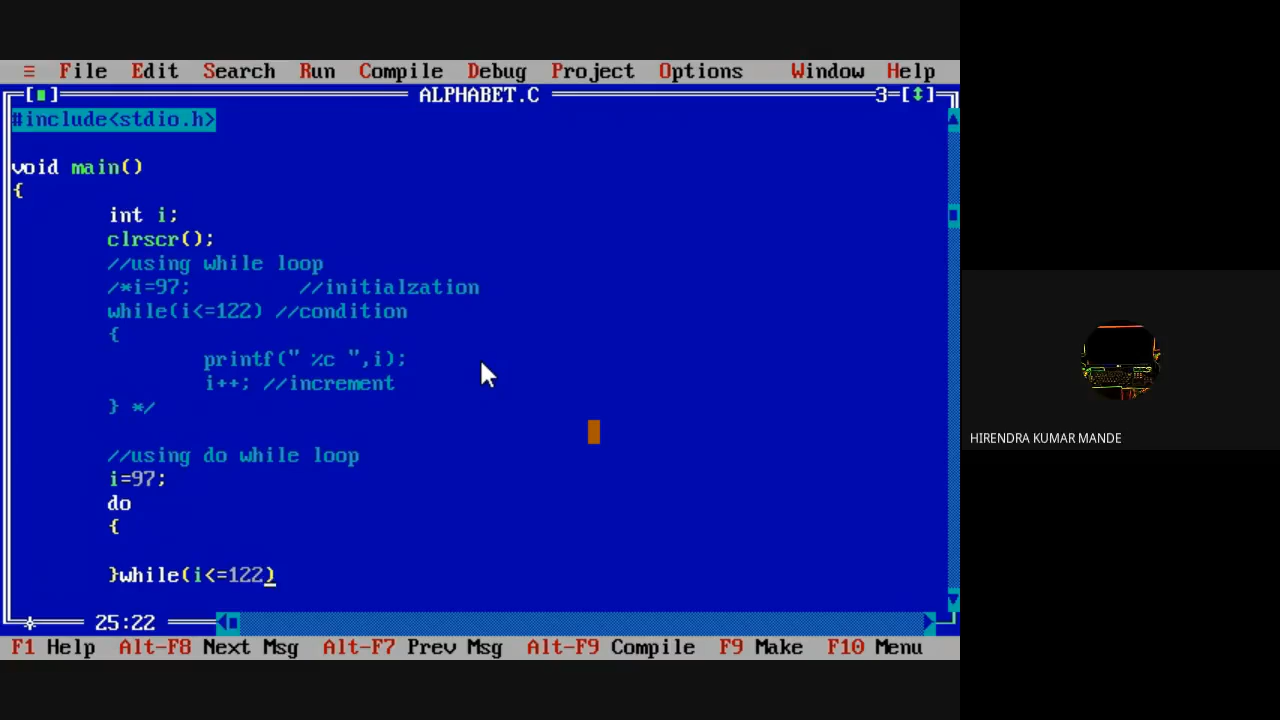 ≡ File Edit Search Run Compile Debug Project Options Window Help
[■] ALPHABET.C 3=[↕]
#include<stdio.h>
void main()
{
int i;
clrscr();
//using while loop
/*i=97; //initialzation
while(i<=122) //condition
{
printf(" %c ",i);
i++; //increment
} */
//using do while loop
i=97;
do
{
}while(i<=122)
25:22
F1 Help Alt-F8 Next Msg Alt-F7 Prev Msg Alt-F9 Compile F9 Make F10 Menu
HIRENDRA KUMAR MANDE